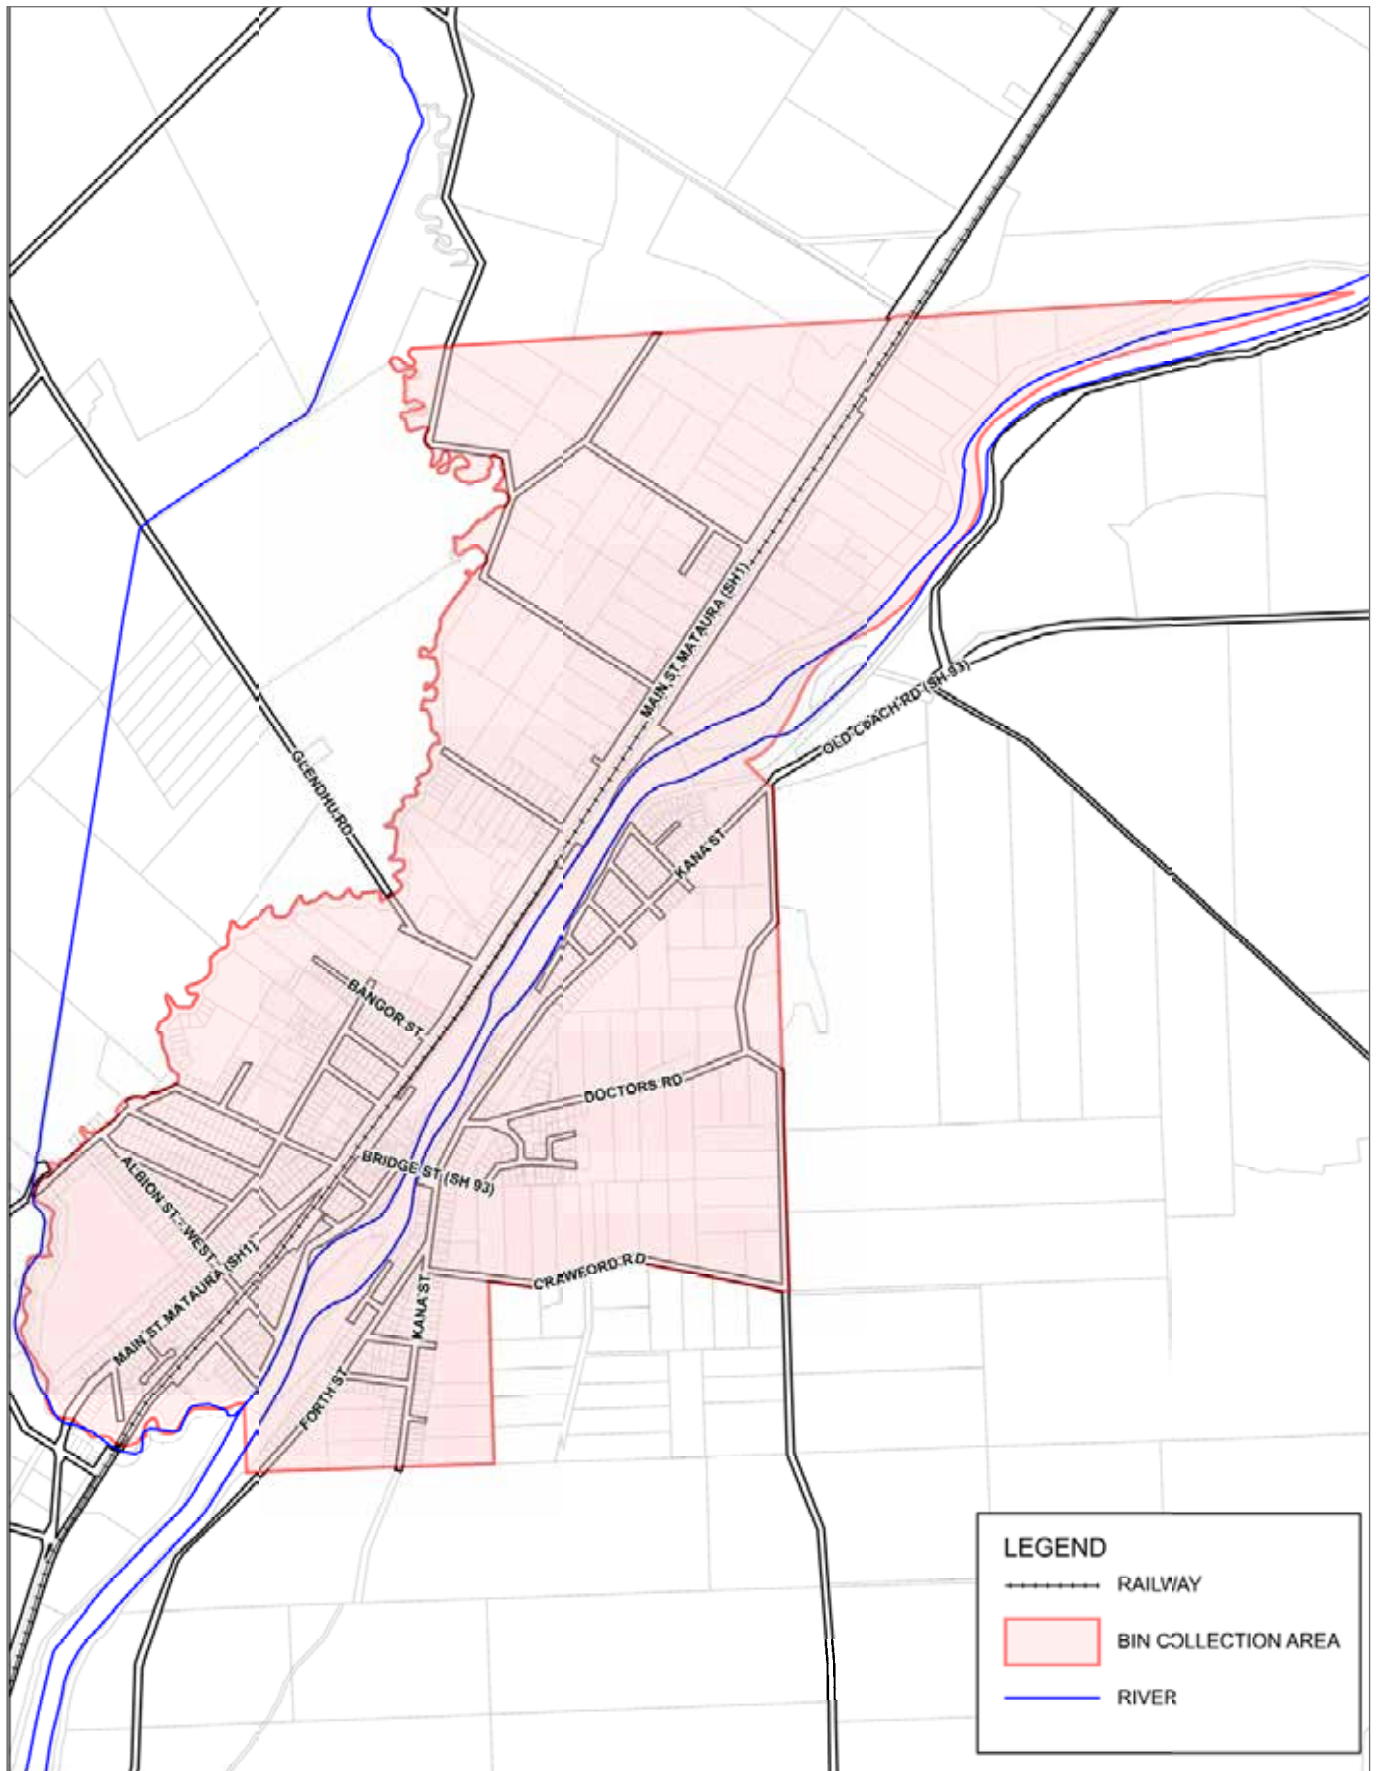 MAIN ST MATAURA (SH1)
OLD COACH RD (SH 93)
GLENDHU RD
KANA ST
BANGOR ST
DOCTORS RD
BRIDGE ST (SH 93)
ALBION ST - WEST
MAIN ST MATAURA (SH1)
CRAWFORD RD
KANA ST
FORTH ST
LEGEND
RAILWAY
BIN COLLECTION AREA
RIVER